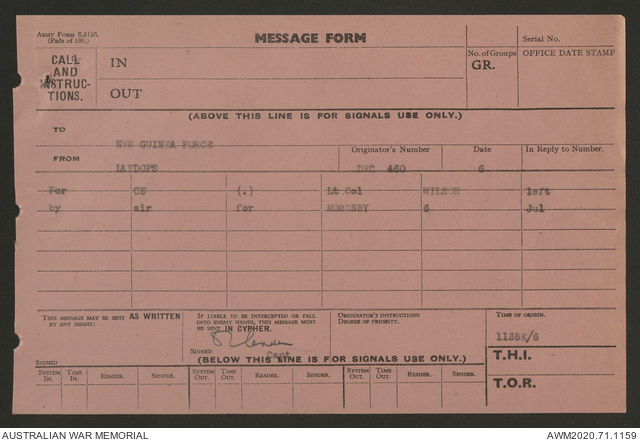 Army Form C.2136.
(Pads of 100.)
MESSAGE FORM
Serial No.
CALL AND INSTRUCTIONS.
IN
OUT
No. of Groups
GR.
OFFICE DATE STAMP
(ABOVE THIS LINE IS FOR SIGNALS USE ONLY.)
TO
NEW GUINEA FORCE
FROM
LANDOPS
Originator's Number
DEC 460
Date
6
In Reply to Number.
For CE (.) Lt Col WILSON left
by air for MORESBY 6 Jul
THIS MESSAGE MAY BE SENT AS WRITTEN
BY ANY MEANS:
IF LIABLE TO BE INTERCEPTED OR FALL
INTO ENEMY HANDS, THIS MESSAGE MUST
BE SENT IN CYPHER.
ORIGINATOR'S INSTRUCTIONS
DEGREE OF PRIORITY.
TIME OF ORIGIN.
1135K/6
SIGNED
SIGNED
Capt
(BELOW THIS LINE IS FOR SIGNALS USE ONLY.)
T.H.I.
T.O.R.
SYSTEM IN. TIME IN. READER. SENDER. SYSTEM OUT. TIME OUT. READER. SENDER. SYSTEM OUT. TIME OUT. READER. SENDER.
AUSTRALIAN WAR MEMORIAL
AWM2020.71.1159